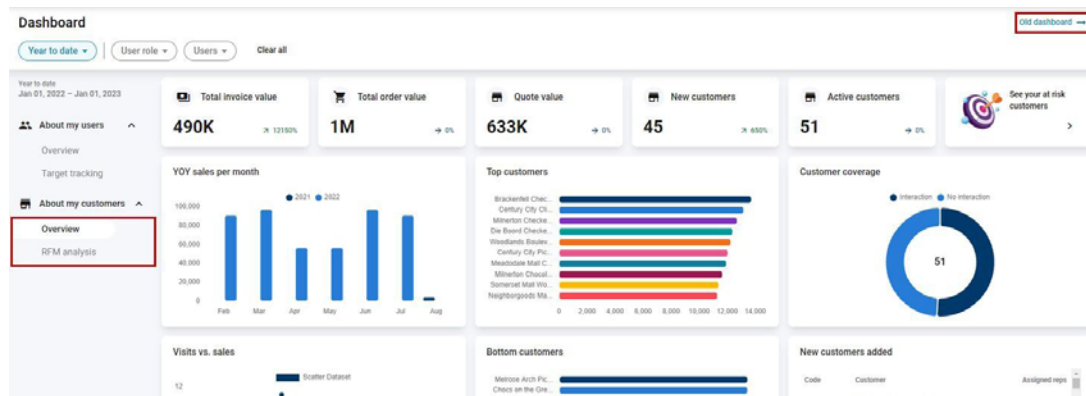 Dashboard
Old dashboard →
Year to date
User role
Users
Clear all
Year to date
Jan 01, 2022 – Jan 01, 2023
About my users
Overview
Target tracking
About my customers
Overview
RFM analysis
Total invoice value
490K
12150%
Total order value
1M
→ 0%
Quote value
633K
→ 0%
New customers
45
650%
Active customers
51
→ 0%
See your at risk
customers
YOY sales per month
2021 2022
100,000
80,000
60,000
40,000
20,000
0
Feb Mar Apr May Jun Jul Aug
Top customers
Brackenfell Chec...
Century City Cli...
Milnerton Checke...
Die Boord Checke...
Woodlands Boulev...
Century City Pic...
Meadodale Mall C...
Milnerton Chocol...
Somerset Mall Wo...
Neighborgoods Ma...
0 2,000 4,000 6,000 8,000 10,000 12,000 14,000
Customer coverage
Interaction No interaction
51
Visits vs. sales
Scatter Dataset
12
Bottom customers
Melrose Arch Pic...
Chocs on the Gre...
New customers added
Code Customer Assigned reps